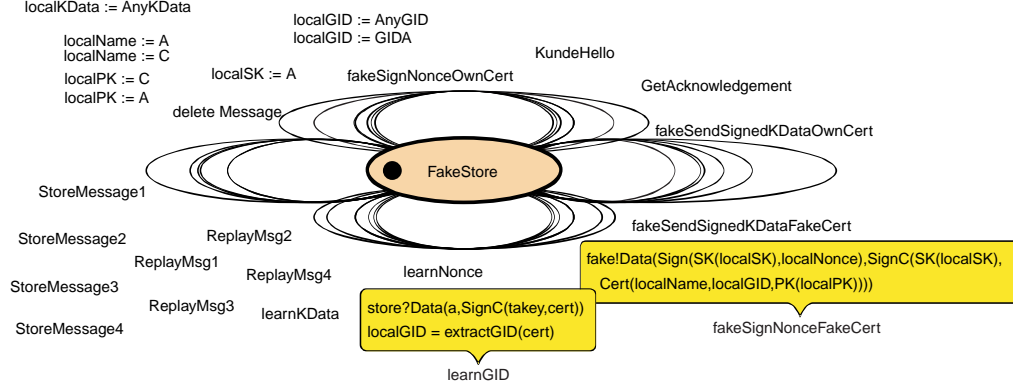 localKData := AnyKData
localGID := AnyGID
localGID := GIDA
localName := A
localName := C
localPK := C
localPK := A
localSK := A
fakeSignNonceOwnCert
KundeHello
GetAcknowledgement
delete Message
fakeSendSignedKDataOwnCert
FakeStore
StoreMessage1
StoreMessage2
ReplayMsg2
fakeSendSignedKDataFakeCert
ReplayMsg1
ReplayMsg4
learnNonce
fake!Data(Sign(SK(localSK),localNonce),SignC(SK(localSK),
Cert(localName,localGID,PK(localPK))))
StoreMessage3
ReplayMsg3
learnKData
store?Data(a,SignC(takey,cert))
localGID = extractGID(cert)
StoreMessage4
fakeSignNonceFakeCert
learnGID